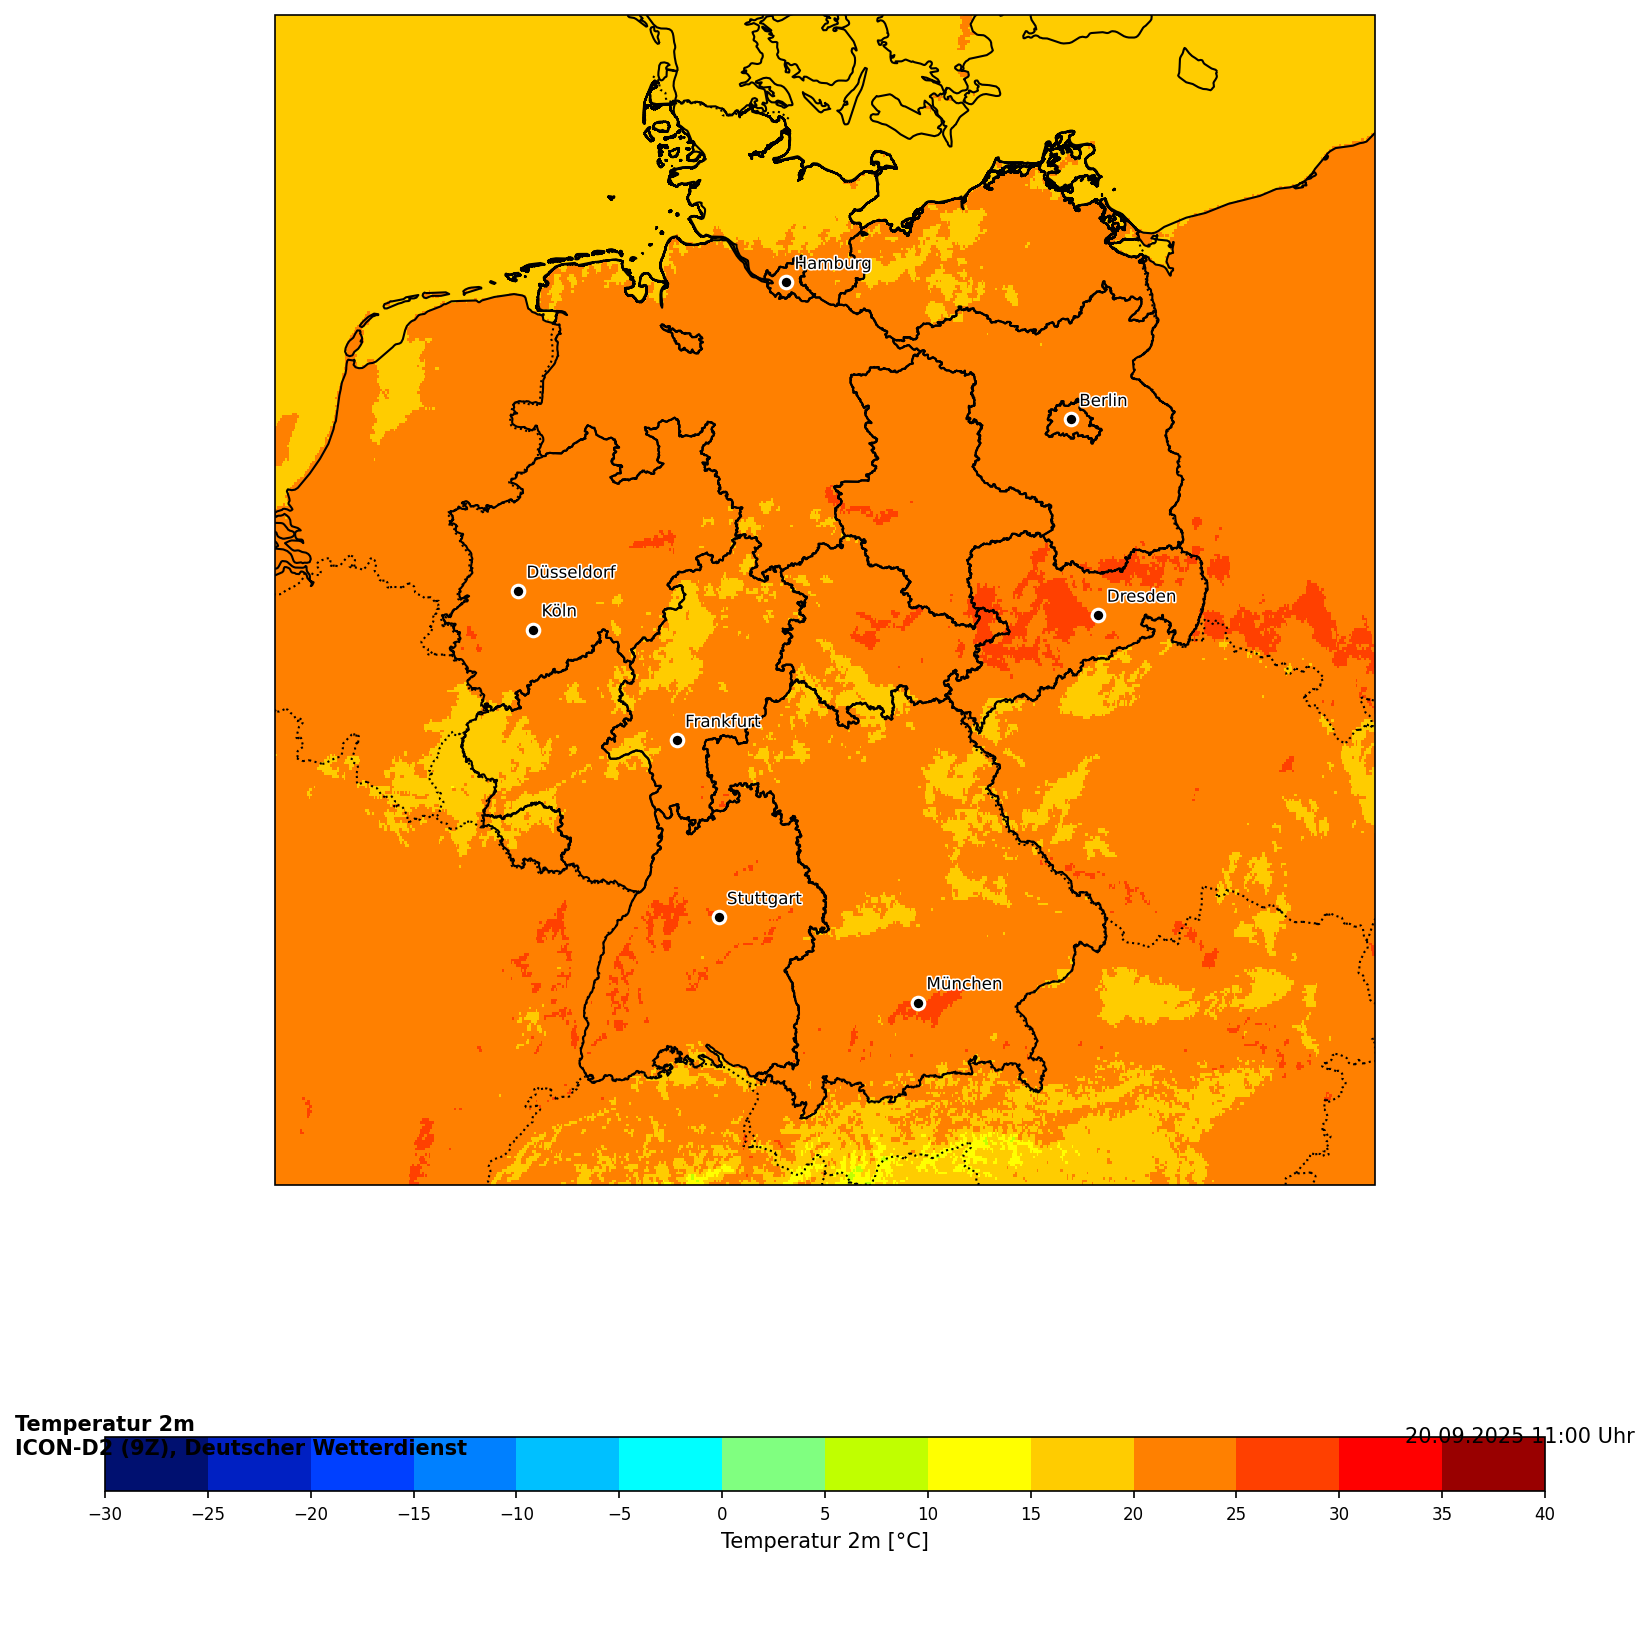 Hamburg
Berlin
Düsseldorf
Köln
Dresden
Frankfurt
Stuttgart
München
Temperatur 2m
ICON-D2 (9Z), Deutscher Wetterdienst
20.09.2025 11:00 Uhr
−30 −25 −20 −15 −10 −5 0 5 10 15 20 25 30 35 40
Temperatur 2m [°C]